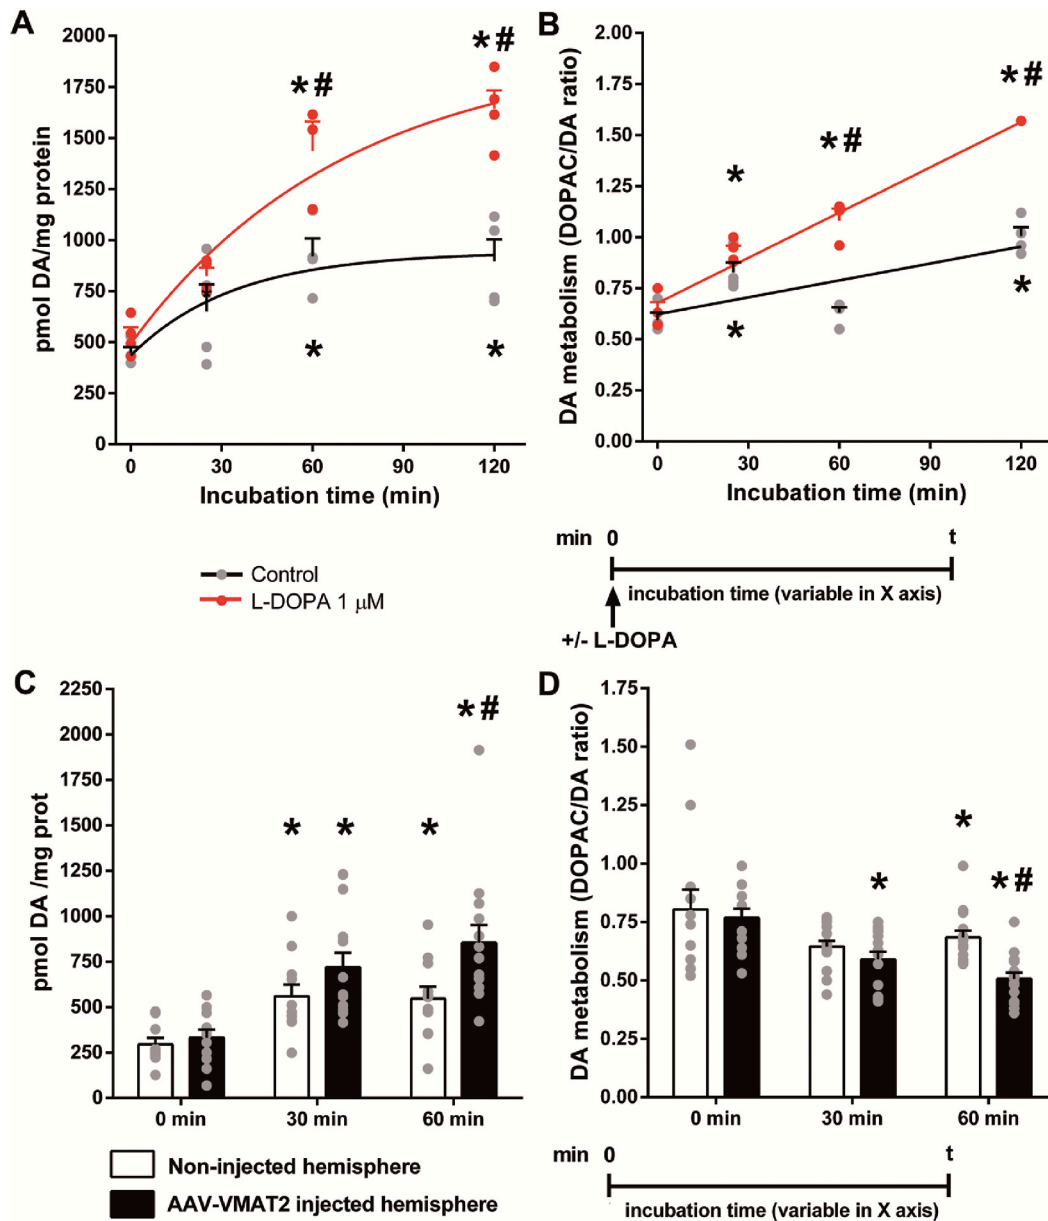 A
2000
1750
1500
1250
1000
750
500
250
0
pmol DA/mg protein
0 30 60 90 120
Incubation time (min)
* #
* #
*
*
B
2.00
1.75
1.50
1.25
1.00
0.75
0.50
0.25
0.00
DA metabolism (DOPAC/DA ratio)
0 30 60 90 120
Incubation time (min)
* #
* #
*
*
*
Control
L-DOPA 1 μM
min 0 t
incubation time (variable in X axis)
+/- L-DOPA
C
2250
2000
1750
1500
1250
1000
750
500
250
0
pmol DA /mg prot
0 min 30 min 60 min
* #
* * *
Non-injected hemisphere
AAV-VMAT2 injected hemisphere
D
1.75
1.50
1.25
1.00
0.75
0.50
0.25
0.00
DA metabolism (DOPAC/DA ratio)
0 min 30 min 60 min
*
* * #
min 0 t
incubation time (variable in X axis)